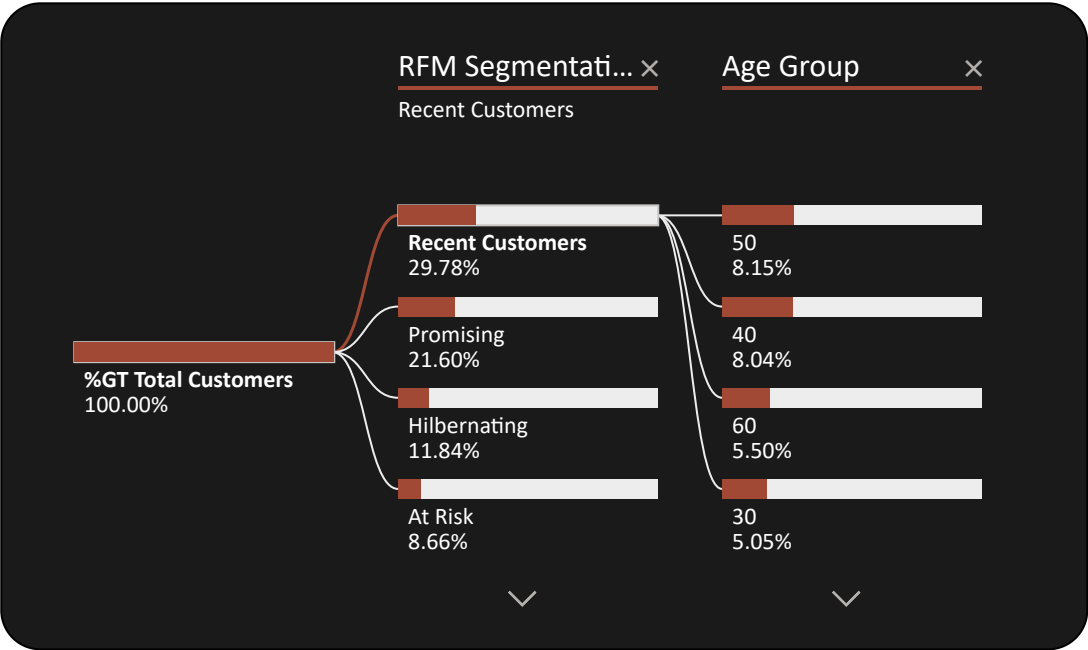 RFM Segmentati...
Age Group
Recent Customers
Recent Customers
29.78%
50
8.15%
Promising
21.60%
40
8.04%
%GT Total Customers
100.00%
Hilbernating
11.84%
60
5.50%
At Risk
8.66%
30
5.05%